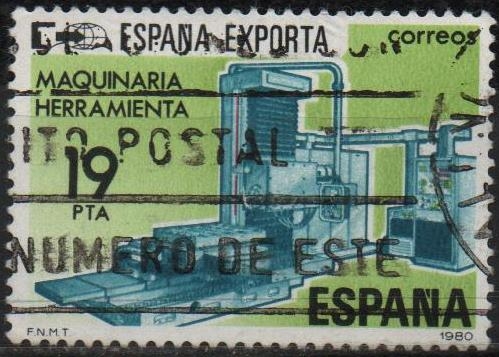 ESPAÑA EXPORTA
correos
MAQUINARIA
HERRAMIENTA
ITO POSTAL
19
PTA
NUMERO DE ESTE
ESPAÑA
F.N.M.T
1980